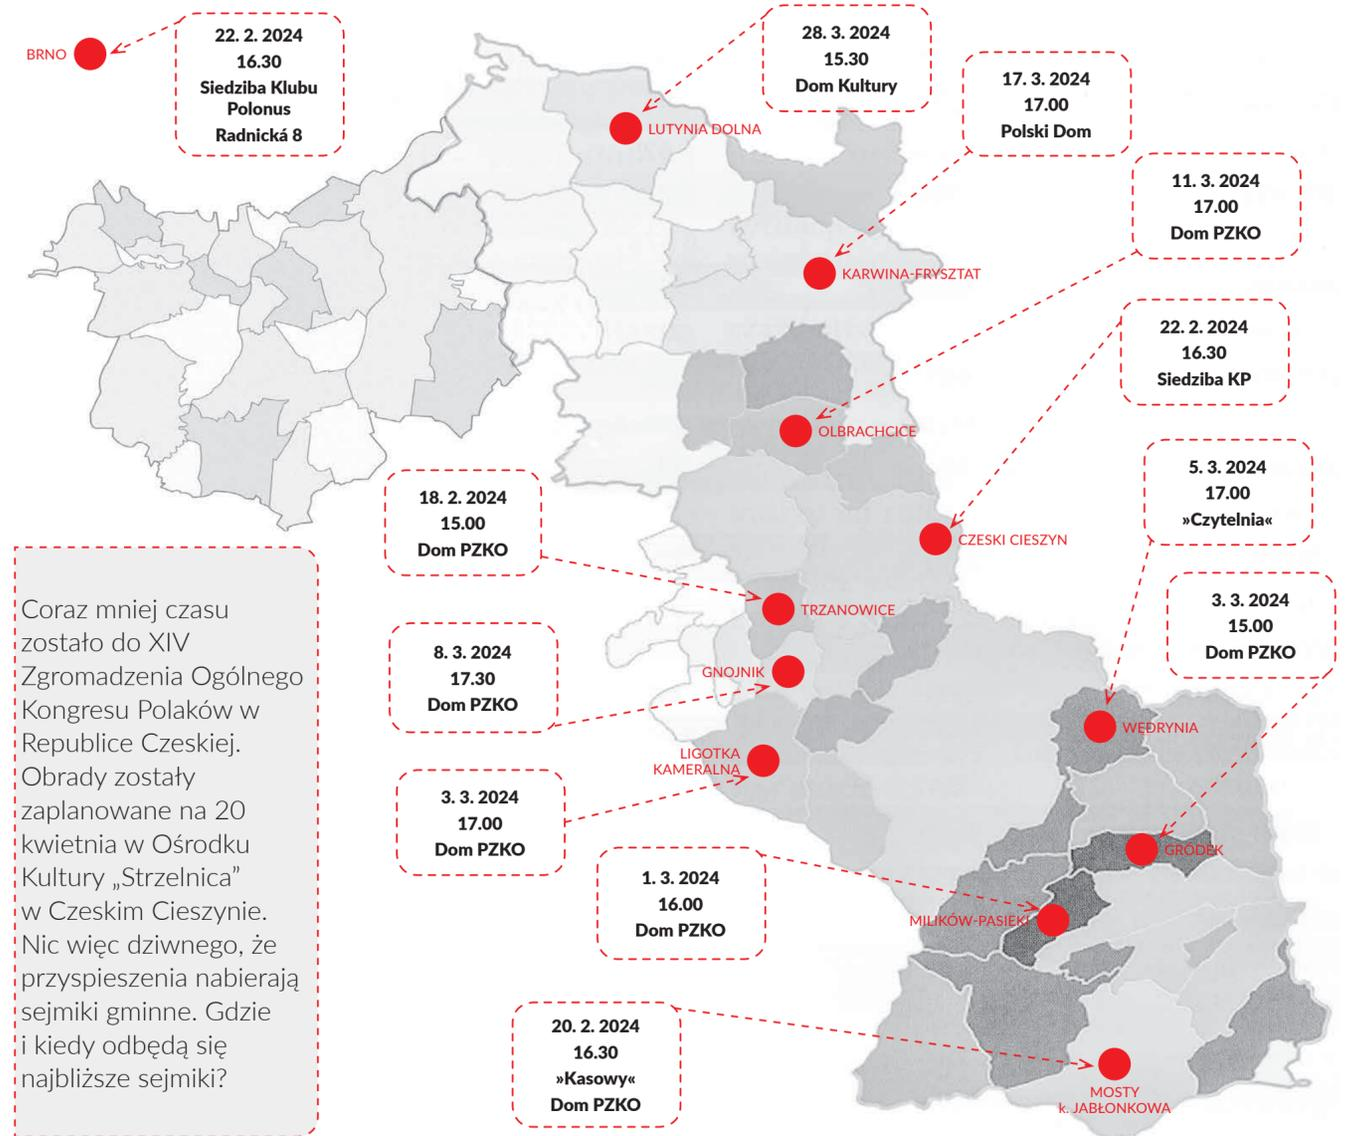 BRNO
22. 2. 2024
16.30
Siedziba Klubu
Polonus
Radnická 8
28. 3. 2024
15.30
Dom Kultury
LUTYNIA DOLNA
17. 3. 2024
17.00
Polski Dom
KARWINA-FRYSZTAT
11. 3. 2024
17.00
Dom PZKO
OLBRACHCICE
22. 2. 2024
16.30
Siedziba KP
CZESKI CIESZYN
5. 3. 2024
17.00
»Czytelnia«
WĘDRYNIA
3. 3. 2024
15.00
Dom PZKO
GRÓDEK
18. 2. 2024
15.00
Dom PZKO
TRZANOWICE
8. 3. 2024
17.30
Dom PZKO
GNOJNIK
3. 3. 2024
17.00
Dom PZKO
LIGOTKA
KAMERALNA
1. 3. 2024
16.00
Dom PZKO
MILIKÓW-PASIEKI
20. 2. 2024
16.30
»Kasowy«
Dom PZKO
MOSTY
k. JABŁONKOWA
Coraz mniej czasu
zostało do XIV
Zgromadzenia Ogólnego
Kongresu Polaków w
Republice Czeskiej.
Obrady zostały
zaplanowane na 20
kwietnia w Ośrodku
Kultury „Strzelnica”
w Czeskim Cieszynie.
Nic więc dziwnego, że
przyspieszenia nabierają
sejmiki gminne. Gdzie
i kiedy odbędą się
najbliższe sejmiki?